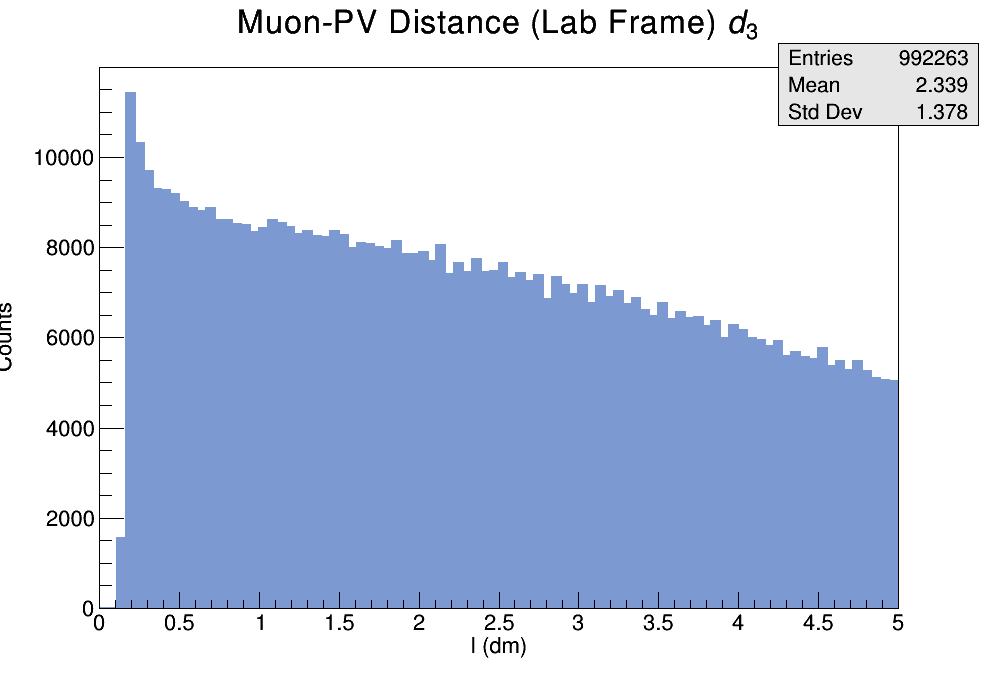 Muon-PV Distance (Lab Frame) d3
Entries 992263
Mean 2.339
Std Dev 1.378
10000
8000
6000
4000
2000
0
Counts
0 0.5 1 1.5 2 2.5 3 3.5 4 4.5 5
l (dm)